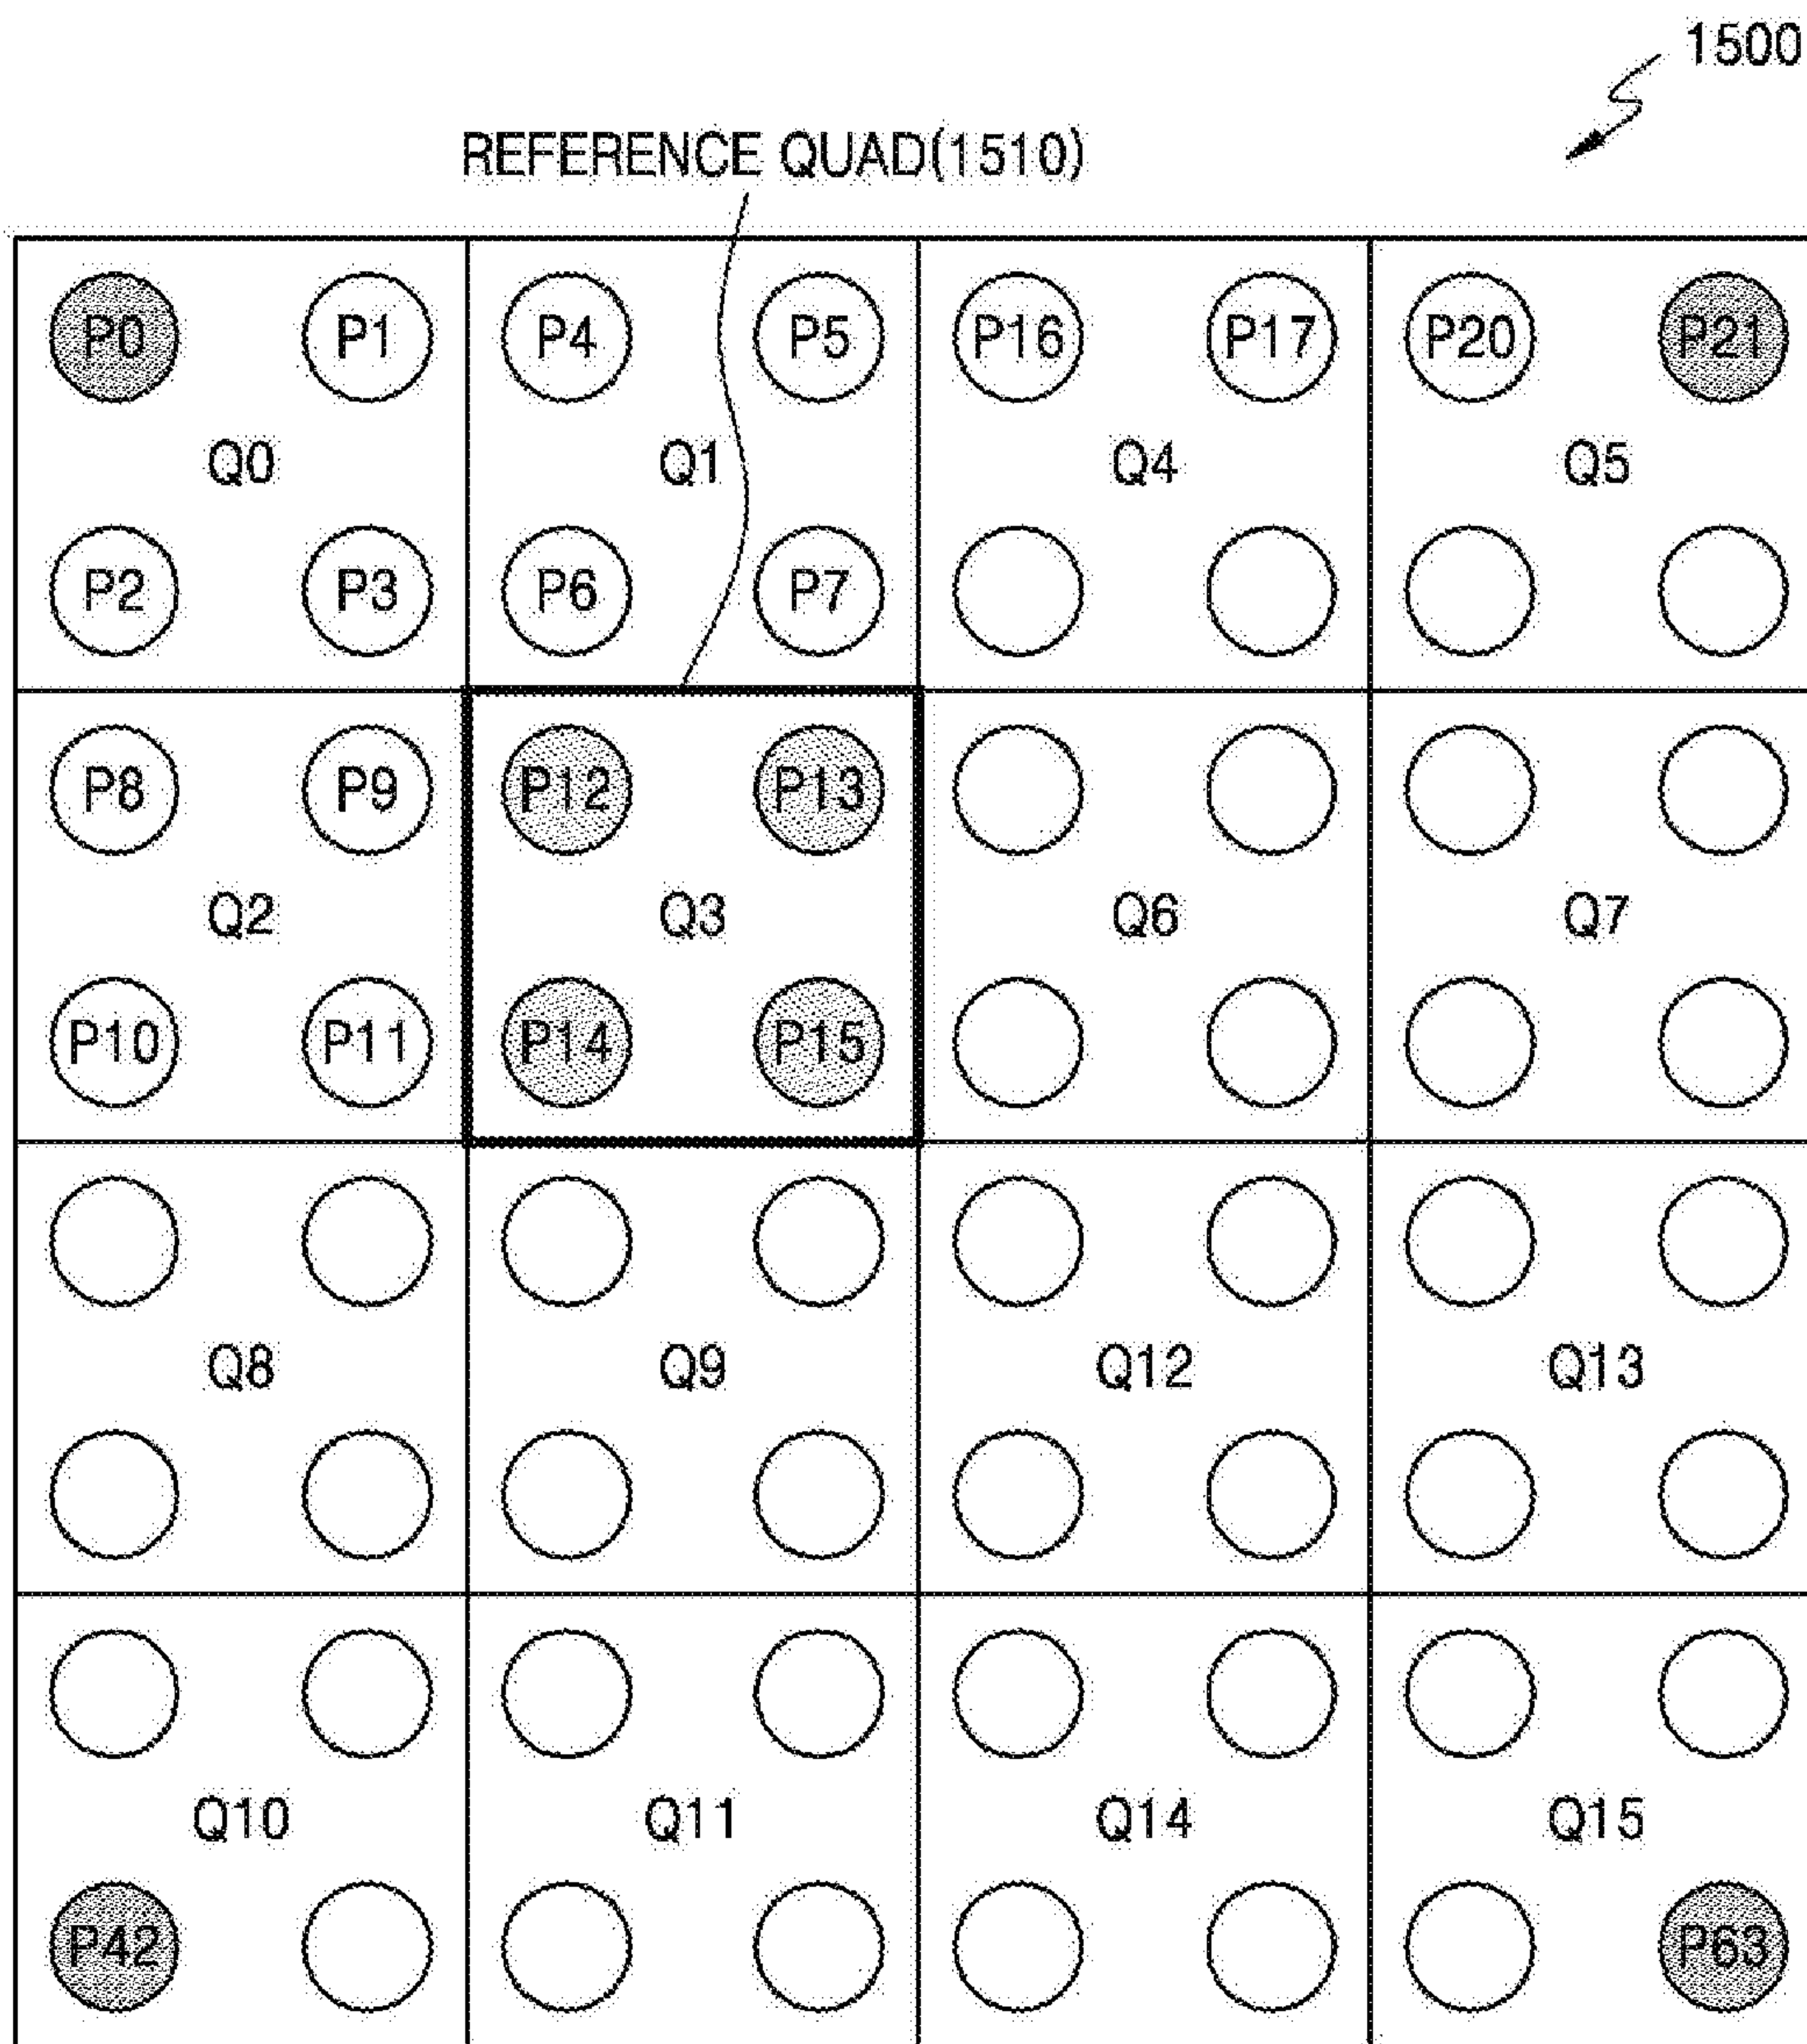 1500
REFERENCE QUAD(1510)
P0 P1 P4 P5 P16 P17 P20 P21
Q0 Q1 Q4 Q5
P2 P3 P6 P7
P8 P9 P12 P13
Q2 Q3 Q6 Q7
P10 P11 P14 P15
Q8 Q9 Q12 Q13
Q10 Q11 Q14 Q15
P42 P63